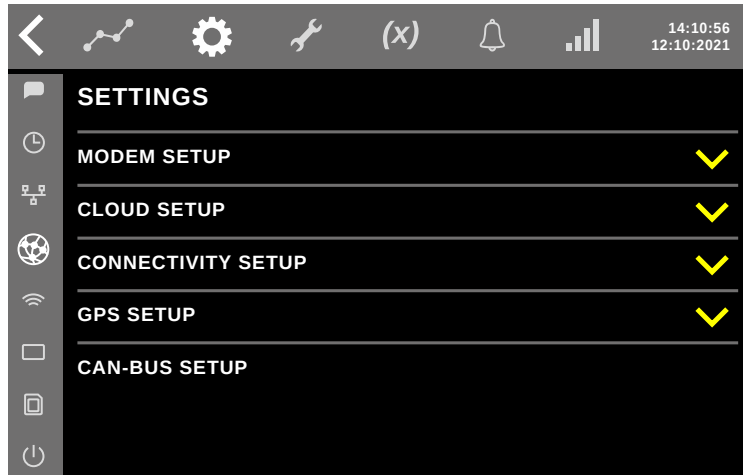 (x)
14:10:56
12:10:2021
SETTINGS
MODEM SETUP
CLOUD SETUP
CONNECTIVITY SETUP
GPS SETUP
CAN-BUS SETUP